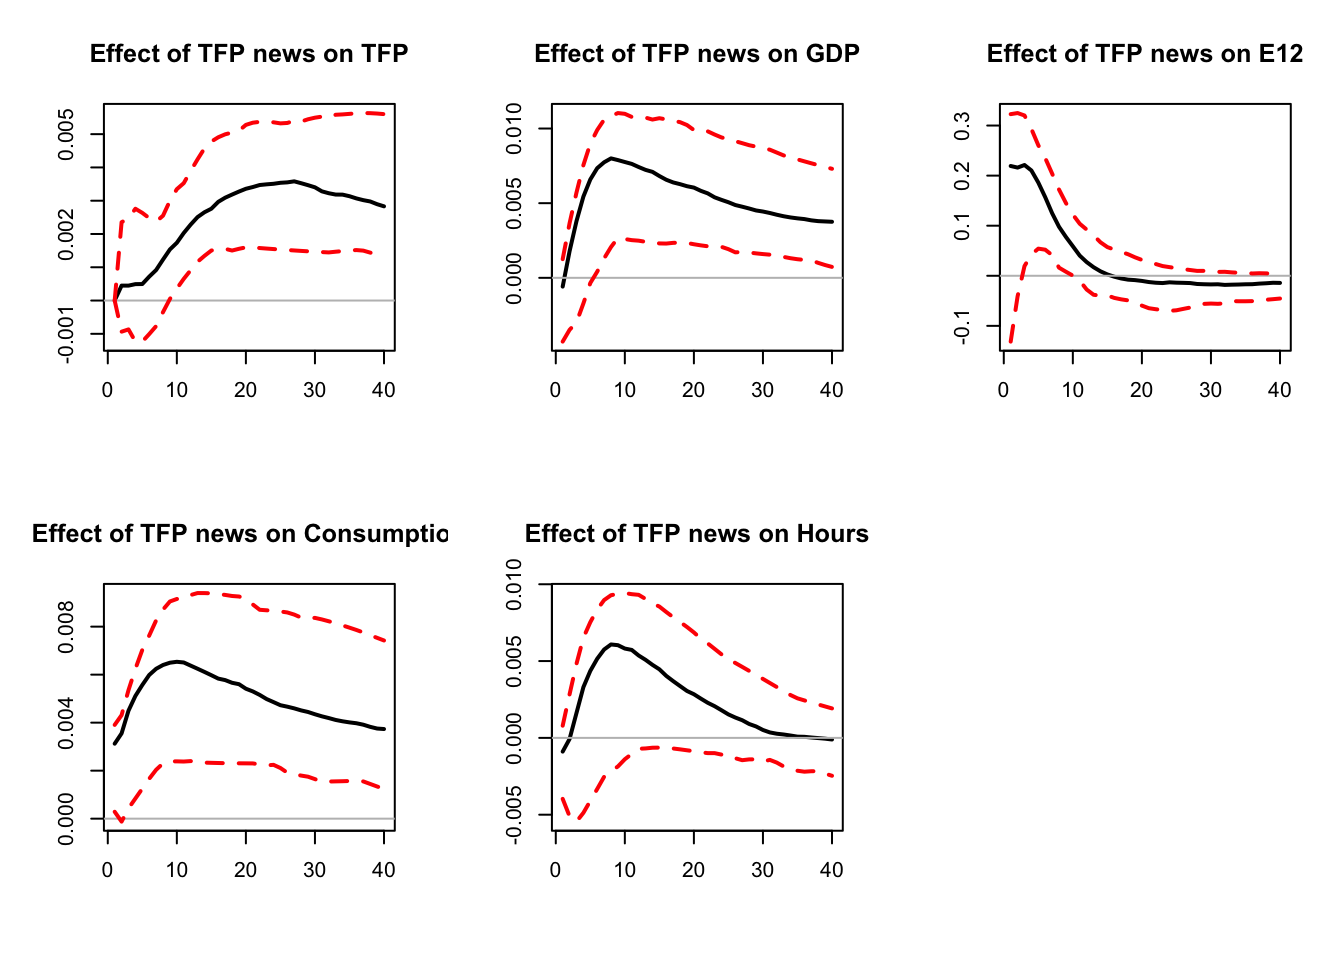 Effect of TFP news on TFP
0.005
0.002
-0.001
0 10 20 30 40
Effect of TFP news on GDP
0.010
0.005
0.000
0 10 20 30 40
Effect of TFP news on E12
0.3
0.2
0.1
-0.1
0 10 20 30 40
Effect of TFP news on Consumptio
0.008
0.004
0.000
0 10 20 30 40
Effect of TFP news on Hours
0.010
0.005
0.000
-0.005
0 10 20 30 40